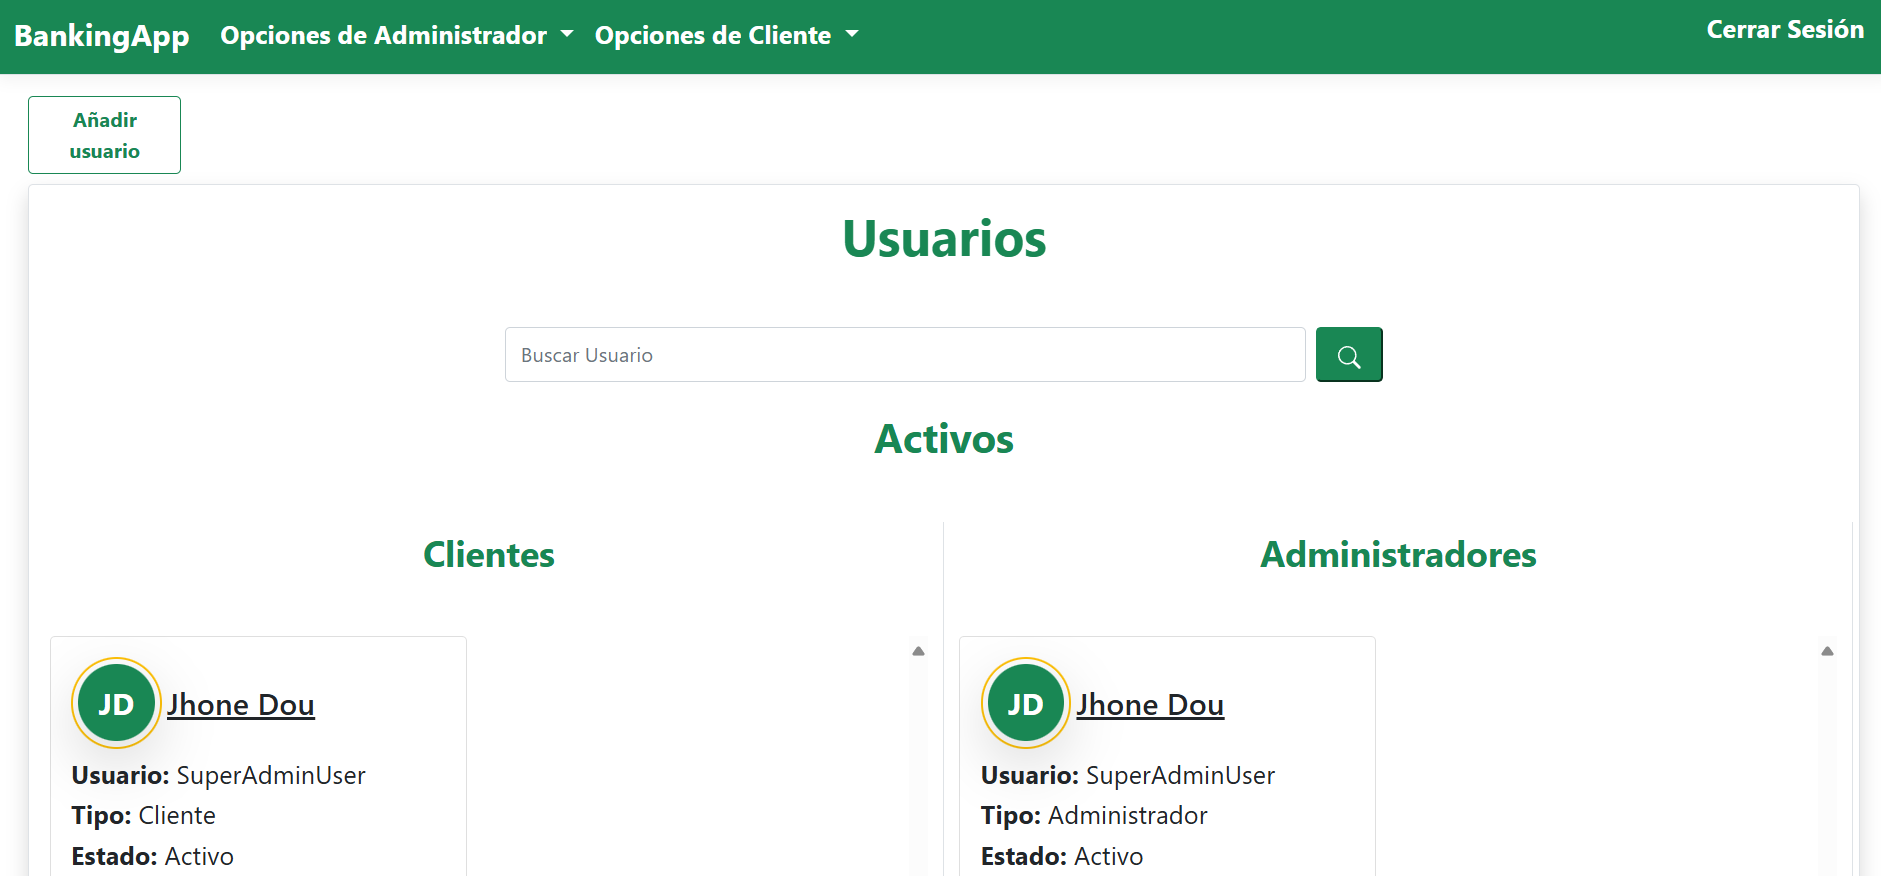 BankingApp Opciones de Administrador Opciones de Cliente Cerrar Sesión
Añadir
usuario
Usuarios
Buscar Usuario
Activos
Clientes
JD Jhone Dou
Usuario: SuperAdminUser
Tipo: Cliente
Estado: Activo
Administradores
JD Jhone Dou
Usuario: SuperAdminUser
Tipo: Administrador
Estado: Activo